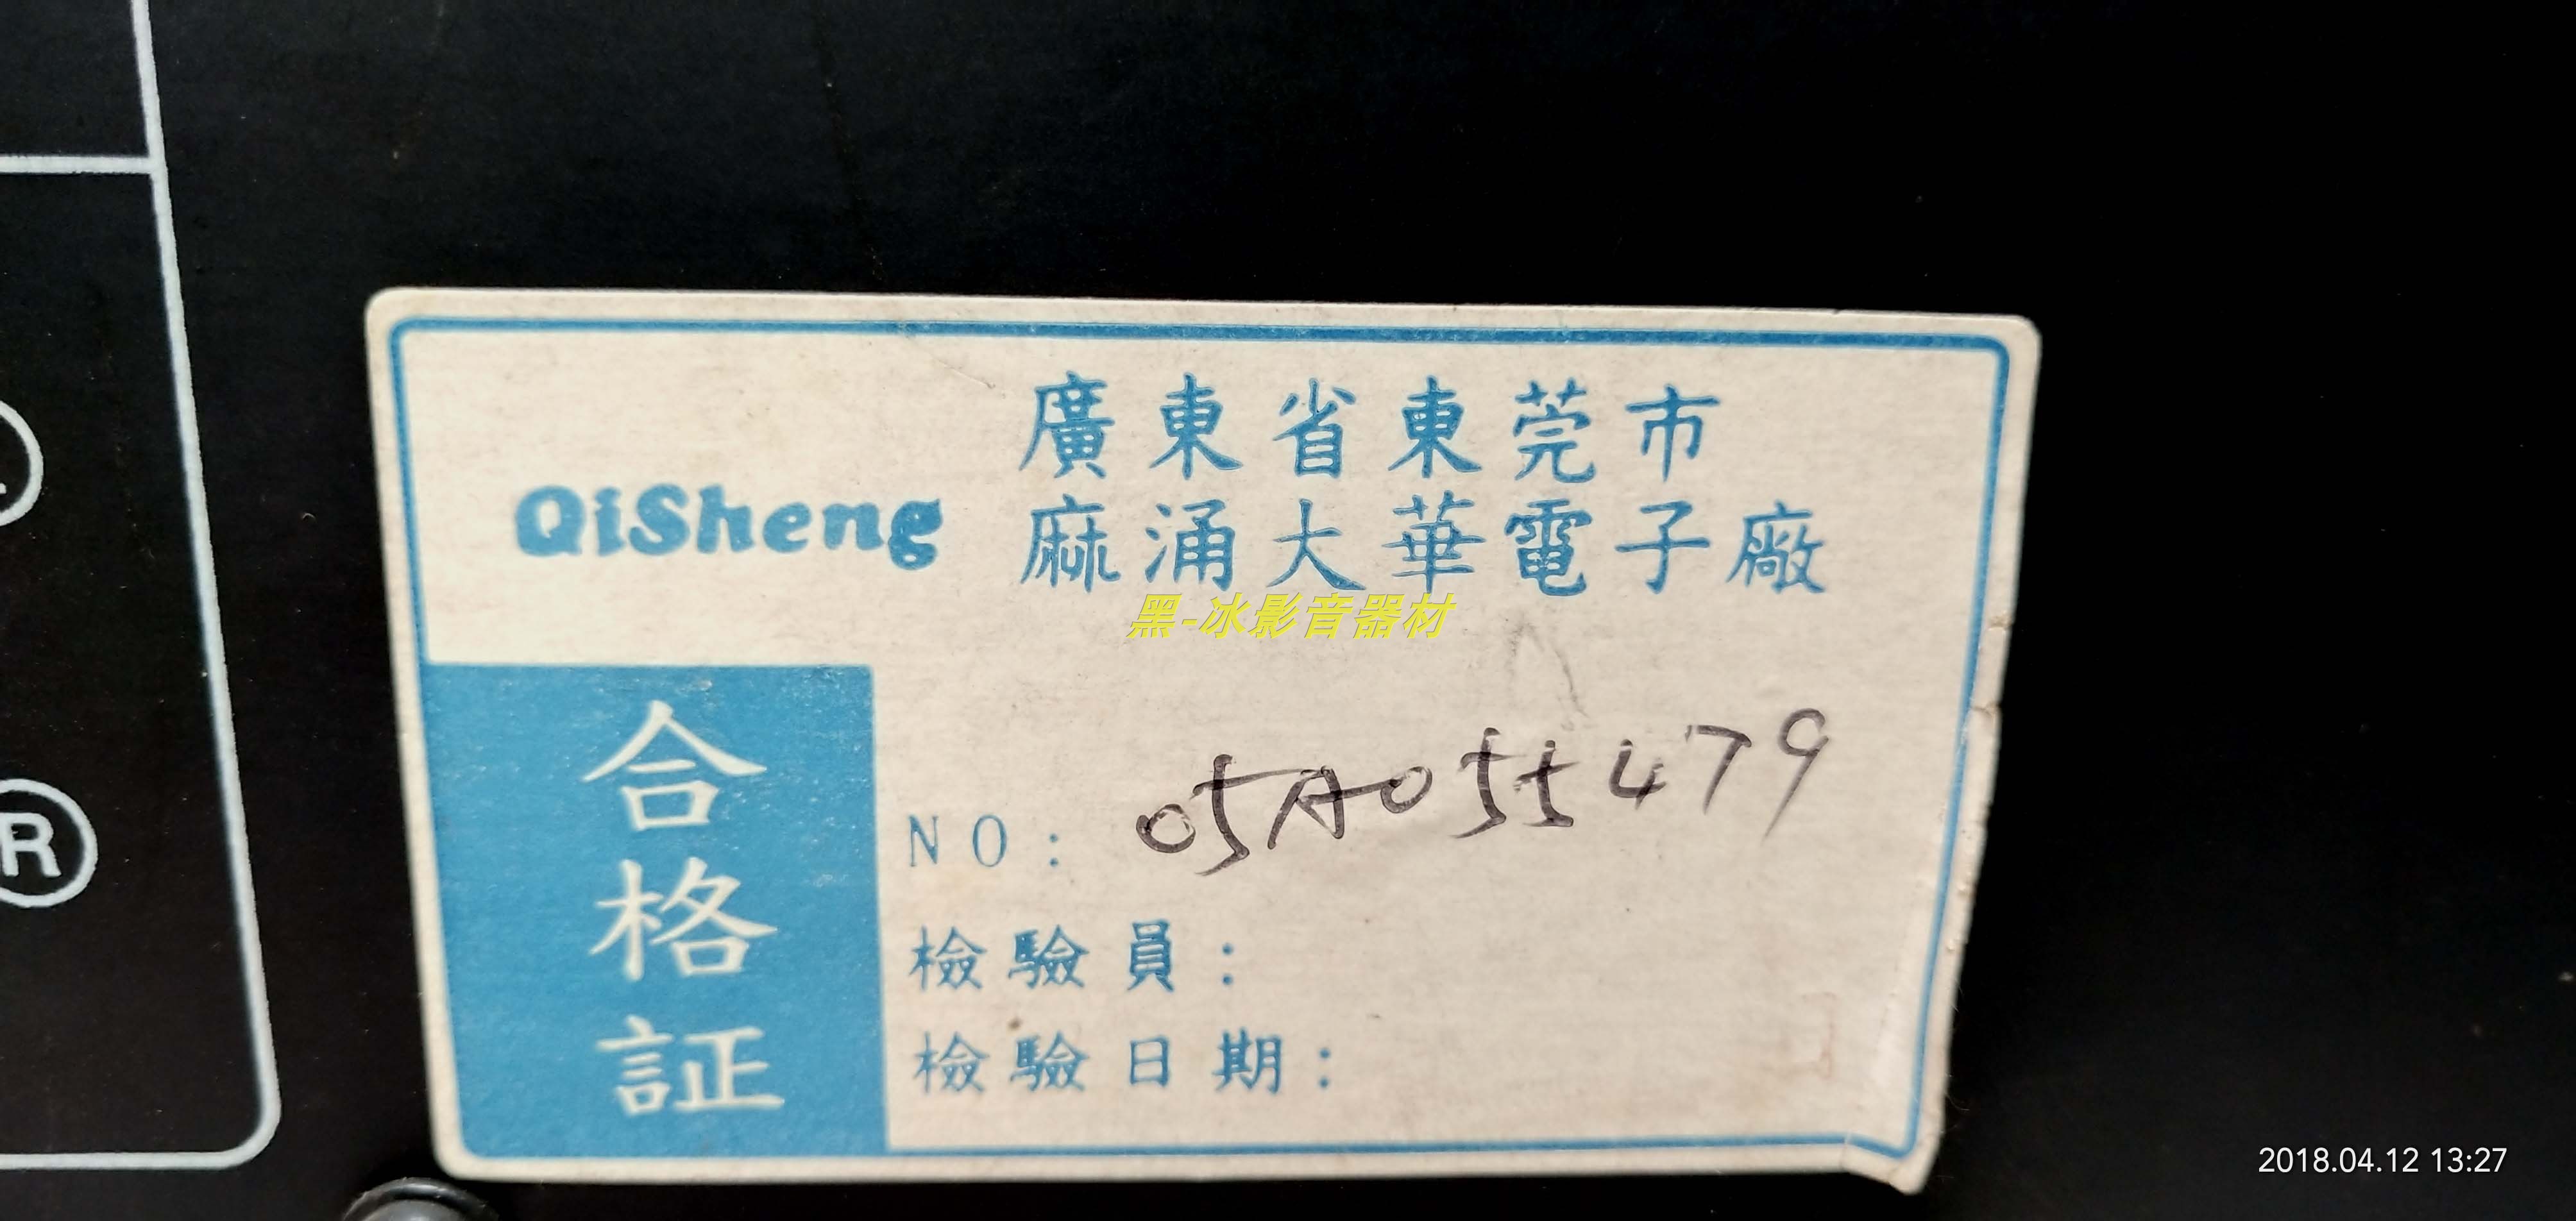 廣東省東莞市
QiSheng 麻涌大華電子廠
黑-冰影音器材
合格証
NO: 05A055479
檢驗員:
檢驗日期:
R
2018.04.12 13:27